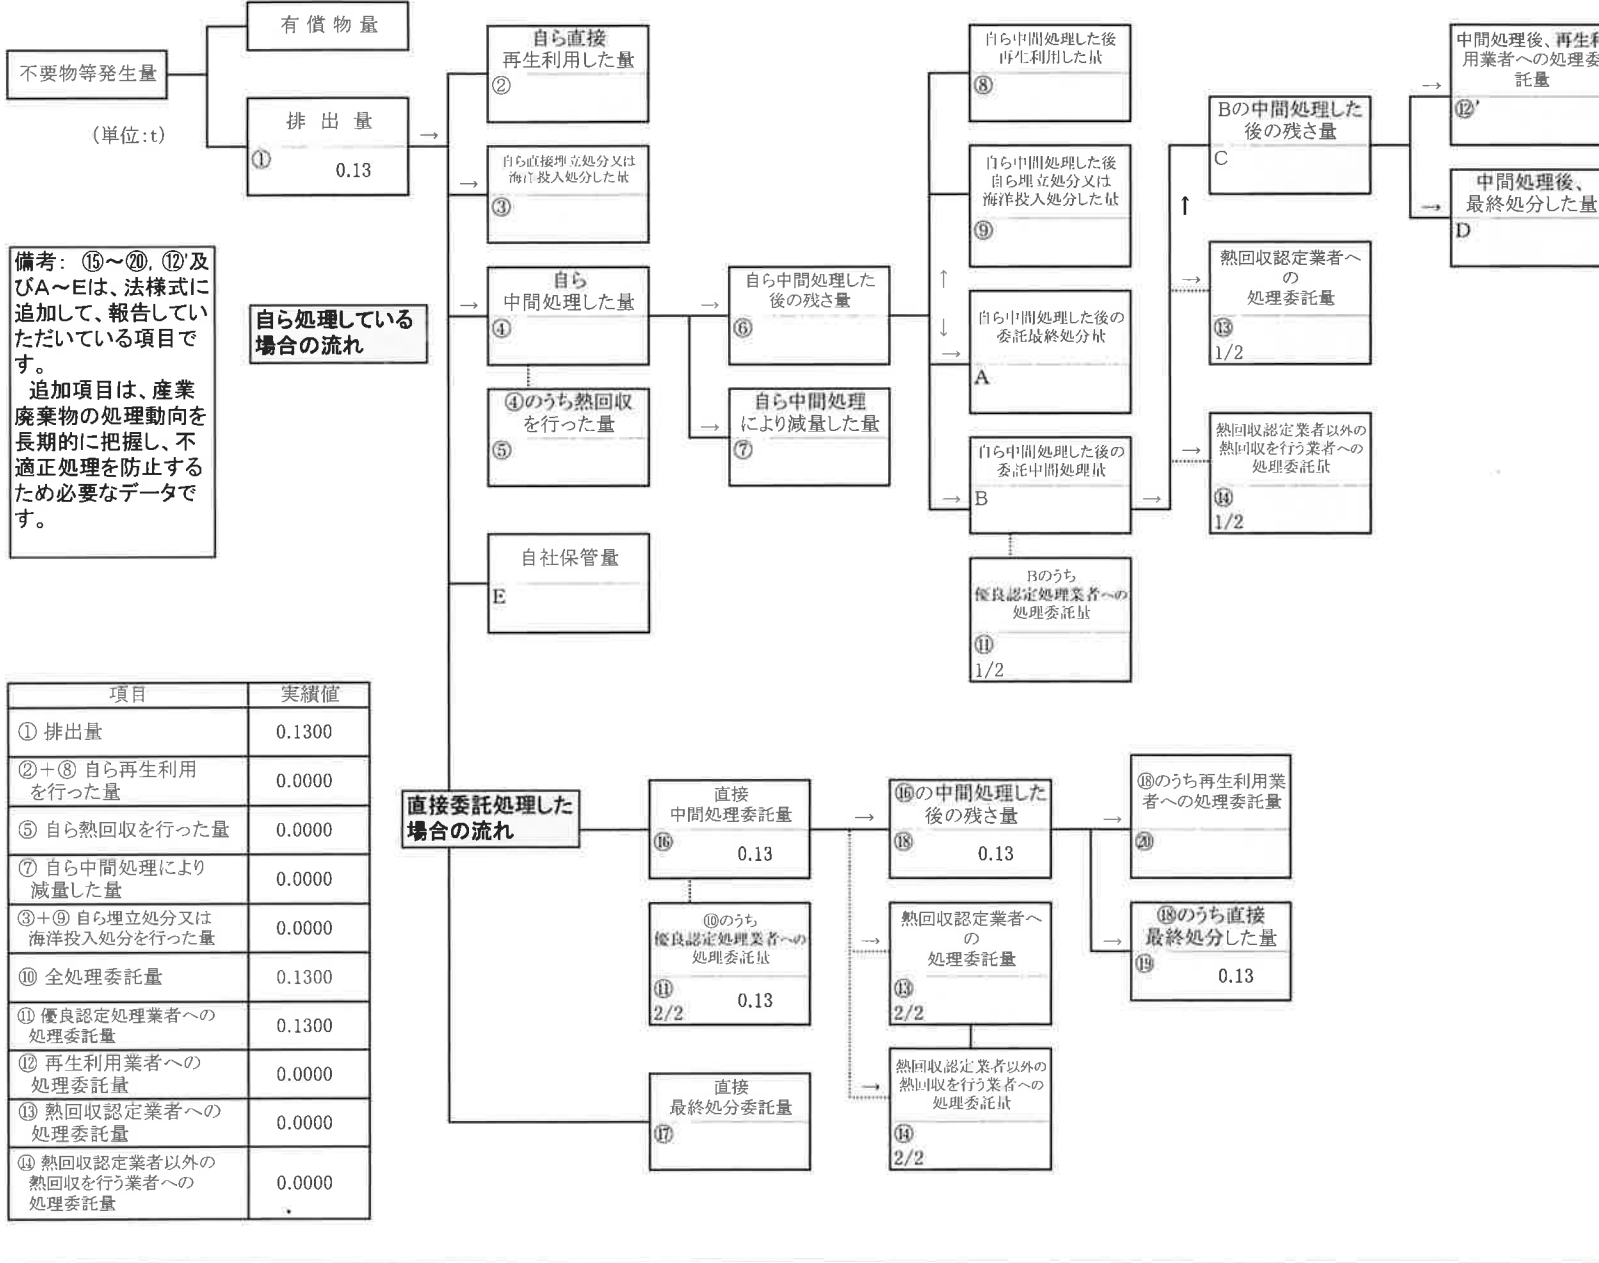 有償物量
不要物等発生量
(単位:t)
排出量
①
0.13
→
備考： ⑮～⑳, ⑫'及
びA～Eは、法様式に
追加して、報告してい
ただいている項目で
す。
追加項目は、産業
廃棄物の処理動向を
長期的に把握し、不
適正処理を防止する
ため必要なデータで
す。
自ら処理している
場合の流れ
自ら直接
再生利用した量
②
→
自ら直接埋立処分又は
海洋投入処分した量
③
→
自ら
中間処理した量
④
④のうち熱回収
を行った量
⑤
自社保管量
E
→
自ら中間処理した
後の残さ量
⑥
→
自ら中間処理
により減量した量
⑦
自ら中間処理した後
再生利用した量
⑧
自ら中間処理した後
自ら埋立処分又は
海洋投入処分した量
⑨
↑
↓
→
自ら中間処理した後の
委託最終処分量
A
→
自ら中間処理した後の
委託中間処理量
B
→
Bのうち
優良認定処理業者への
処理委託量
⑪
1/2
Bの中間処理した
後の残さ量
C
↑
→
熱回収認定業者へ
の
処理委託量
⑬
1/2
→
熱回収認定業者以外の
熱回収を行う業者への
処理委託量
⑭
1/2
→
中間処理後、再生利
用業者への処理委
託量
⑫'
→
中間処理後、
最終処分した量
D
項目 実績値
① 排出量 0.1300
②＋⑧ 自ら再生利用
を行った量 0.0000
⑤ 自ら熱回収を行った量 0.0000
⑦ 自ら中間処理により
減量した量 0.0000
③＋⑨ 自ら埋立処分又は
海洋投入処分を行った量 0.0000
⑩ 全処理委託量 0.1300
⑪ 優良認定処理業者への
処理委託量 0.1300
⑫ 再生利用業者への
処理委託量 0.0000
⑬ 熱回収認定業者への
処理委託量 0.0000
⑭ 熱回収認定業者以外の
熱回収を行う業者への
処理委託量 0.0000
直接委託処理した
場合の流れ
直接
中間処理委託量
⑯
0.13
⑩のうち
優良認定処理業者への
処理委託量
⑪
2/2
0.13
直接
最終処分委託量
⑰
→
⑯の中間処理した
後の残さ量
⑱
0.13
→
熱回収認定業者へ
の
処理委託量
⑬
2/2
→
熱回収認定業者以外の
熱回収を行う業者への
処理委託量
⑭
2/2
→
⑱のうち再生利用業
者への処理委託量
⑳
→
⑱のうち直接
最終処分した量
⑲
0.13